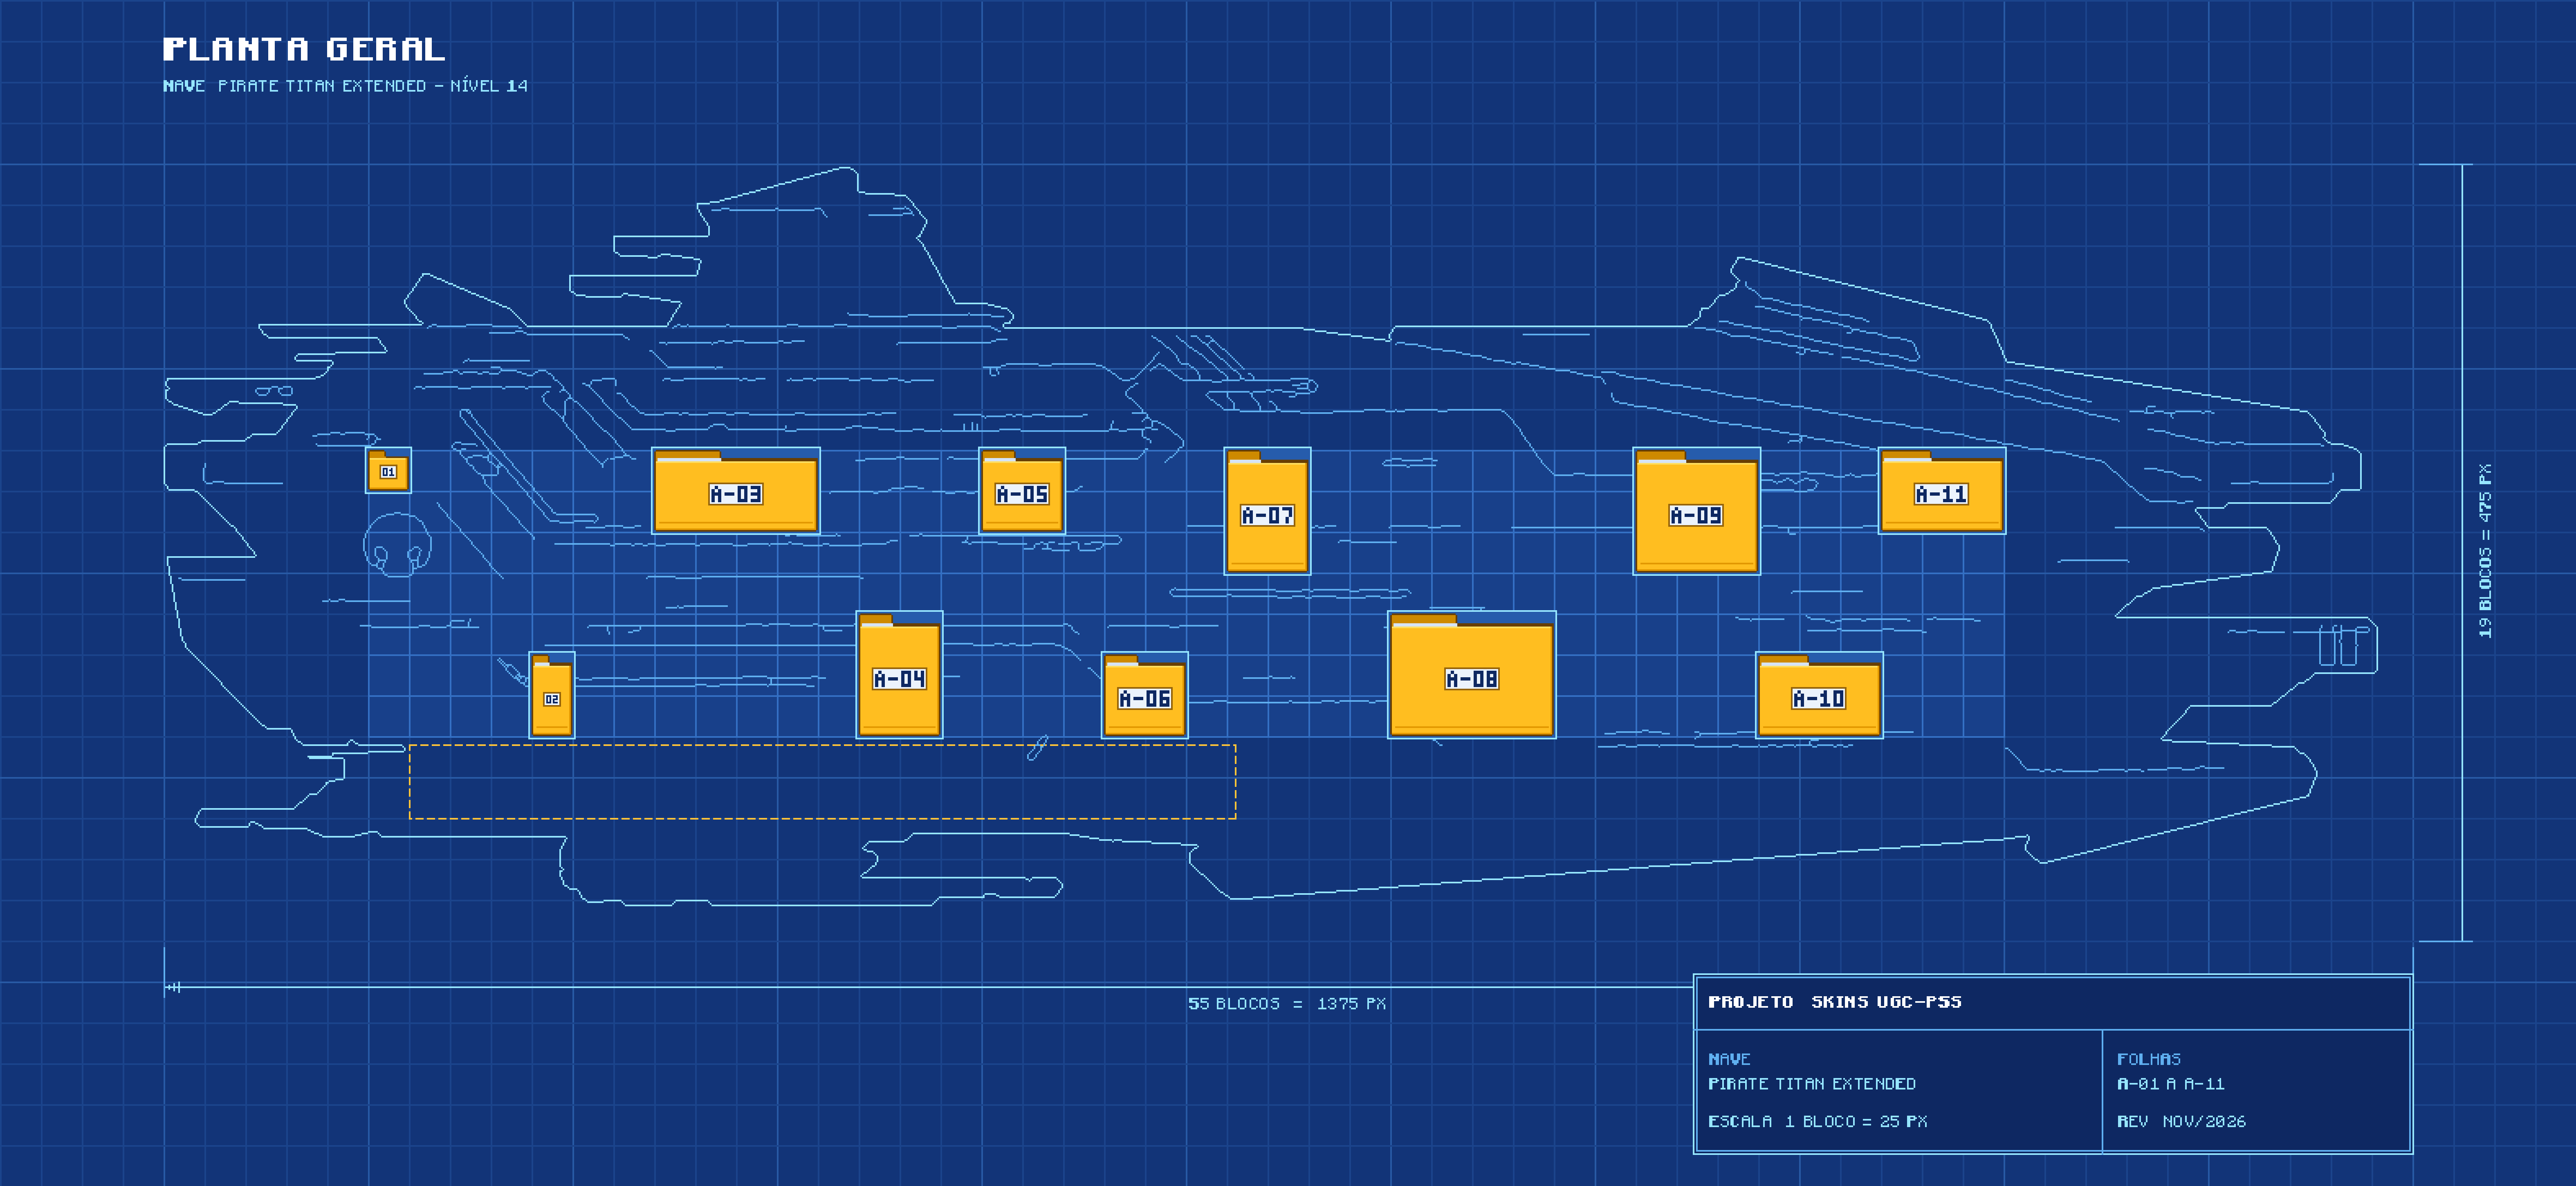 PLANTA GERAL
NAVE PIRATE TITAN EXTENDED - NÍVEL 14
01
A-03
A-05
A-07
A-09
A-11
02
A-04
A-06
A-08
A-10
19 BLOCOS = 475 PX
55 BLOCOS = 1375 PX
PROJETO SKINS UGC-PSS
NAVE
PIRATE TITAN EXTENDED
ESCALA 1 BLOCO = 25 PX
FOLHAS
A-01 A A-11
REV NOV/2026